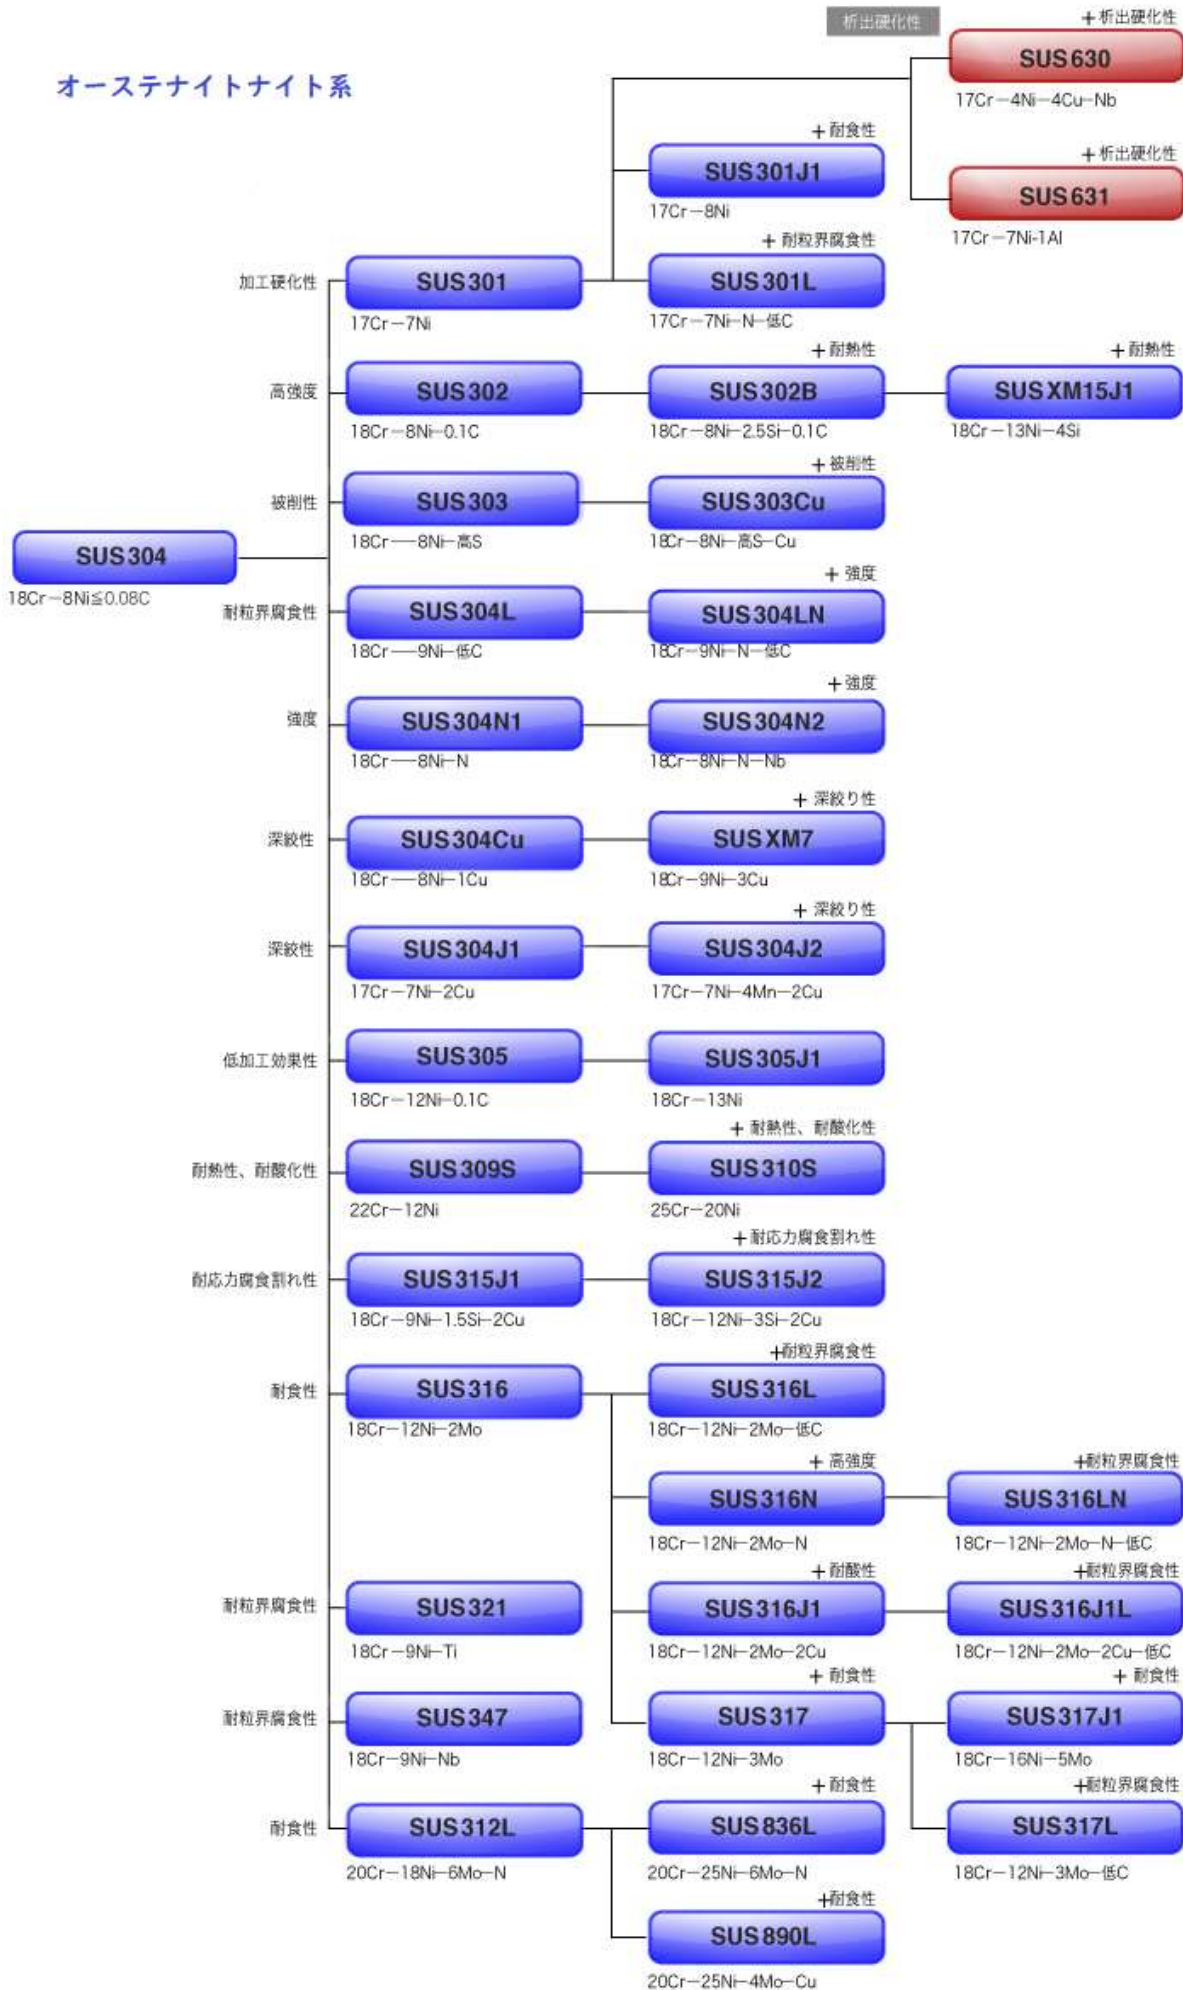 析出硬化性
+ 析出硬化性
SUS630
17Cr−4Ni−4Cu−Nb
オーステナイトナイト系
+ 耐食性
SUS301J1
17Cr−8Ni
+ 析出硬化性
SUS631
17Cr−7Ni-1Al
加工硬化性
SUS301
17Cr−7Ni
+ 耐粒界腐食性
SUS301L
17Cr−7Ni−N−低C
高強度
SUS302
18Cr−8Ni−0.1C
+ 耐熱性
SUS302B
18Cr−8Ni−2.5Si−0.1C
+ 耐熱性
SUSXM15J1
18Cr−13Ni−4Si
被削性
SUS303
18Cr−8Ni−高S
+ 被削性
SUS303Cu
18Cr−8Ni−高S−Cu
SUS304
18Cr−8Ni≦0.08C
耐粒界腐食性
SUS304L
18Cr−9Ni−低C
+ 強度
SUS304LN
18Cr−9Ni−N−低C
強度
SUS304N1
18Cr−8Ni−N
+ 強度
SUS304N2
18Cr−8Ni−N−Nb
深絞性
SUS304Cu
18Cr−8Ni−1Cu
+ 深絞り性
SUSXM7
18Cr−9Ni−3Cu
深絞性
SUS304J1
17Cr−7Ni−2Cu
+ 深絞り性
SUS304J2
17Cr−7Ni−4Mn−2Cu
低加工効果性
SUS305
18Cr−12Ni−0.1C
SUS305J1
18Cr−13Ni
耐熱性、耐酸化性
SUS309S
22Cr−12Ni
+ 耐熱性、耐酸化性
SUS310S
25Cr−20Ni
耐応力腐食割れ性
SUS315J1
18Cr−9Ni−1.5Si−2Cu
+ 耐応力腐食割れ性
SUS315J2
18Cr−12Ni−3Si−2Cu
耐食性
SUS316
18Cr−12Ni−2Mo
+耐粒界腐食性
SUS316L
18Cr−12Ni−2Mo−低C
+ 高強度
SUS316N
18Cr−12Ni−2Mo−N
+耐粒界腐食性
SUS316LN
18Cr−12Ni−2Mo−N−低C
耐粒界腐食性
SUS321
18Cr−9Ni−Ti
+ 耐酸性
SUS316J1
18Cr−12Ni−2Mo−2Cu
+耐粒界腐食性
SUS316J1L
18Cr−12Ni−2Mo−2Cu−低C
耐粒界腐食性
SUS347
18Cr−9Ni−Nb
+ 耐食性
SUS317
18Cr−12Ni−3Mo
+ 耐食性
SUS317J1
18Cr−16Ni−5Mo
耐食性
SUS312L
20Cr−18Ni−6Mo−N
+ 耐食性
SUS836L
20Cr−25Ni−6Mo−N
+耐粒界腐食性
SUS317L
18Cr−12Ni−3Mo−低C
+耐食性
SUS890L
20Cr−25Ni−4Mo−Cu